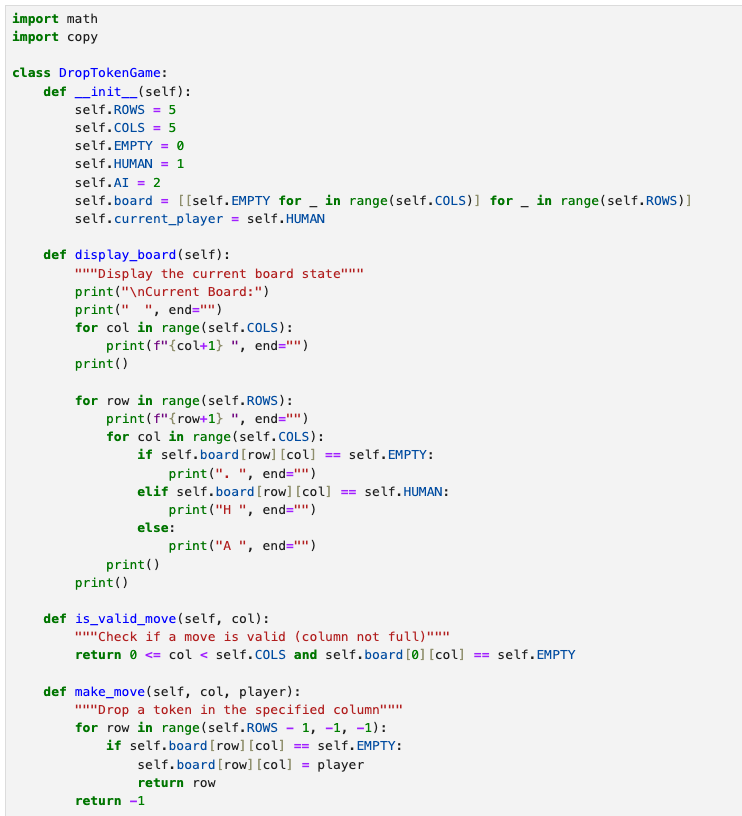 import math
import copy

class DropTokenGame:
    def __init__(self):
        self.ROWS = 5
        self.COLS = 5
        self.EMPTY = 0
        self.HUMAN = 1
        self.AI = 2
        self.board = [[self.EMPTY for _ in range(self.COLS)] for _ in range(self.ROWS)]
        self.current_player = self.HUMAN

    def display_board(self):
        """Display the current board state"""
        print("\nCurrent Board:")
        print("  ", end="")
        for col in range(self.COLS):
            print(f"{col+1} ", end="")
        print()

        for row in range(self.ROWS):
            print(f"{row+1} ", end="")
            for col in range(self.COLS):
                if self.board[row][col] == self.EMPTY:
                    print(". ", end="")
                elif self.board[row][col] == self.HUMAN:
                    print("H ", end="")
                else:
                    print("A ", end="")
            print()
        print()

    def is_valid_move(self, col):
        """Check if a move is valid (column not full)"""
        return 0 <= col < self.COLS and self.board[0][col] == self.EMPTY

    def make_move(self, col, player):
        """Drop a token in the specified column"""
        for row in range(self.ROWS - 1, -1, -1):
            if self.board[row][col] == self.EMPTY:
                self.board[row][col] = player
                return row
        return -1